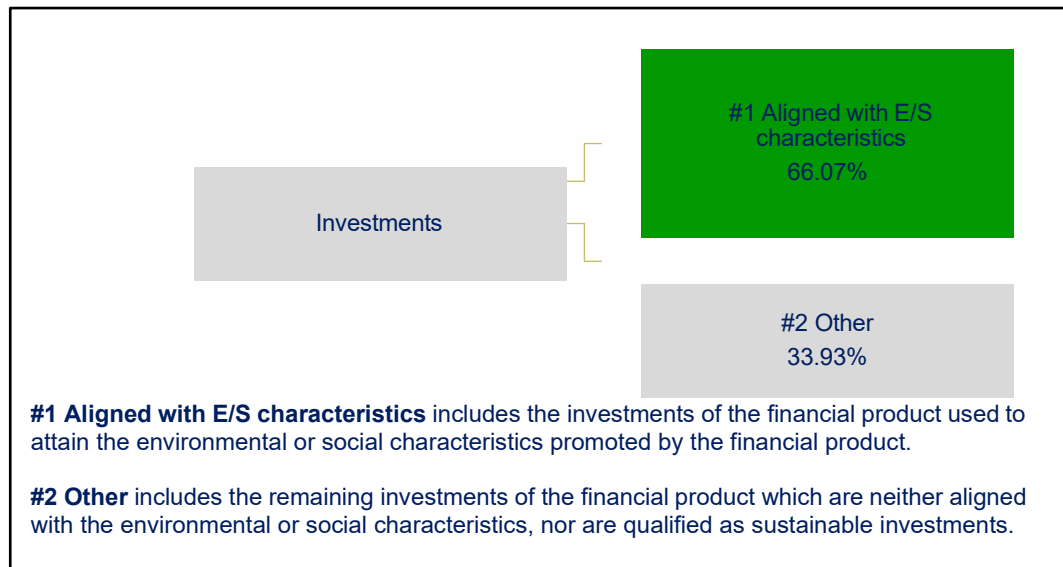 #1 Aligned with E/S
characteristics
66.07%
Investments
#2 Other
33.93%
#1 Aligned with E/S characteristics includes the investments of the financial product used to
attain the environmental or social characteristics promoted by the financial product.
#2 Other includes the remaining investments of the financial product which are neither aligned
with the environmental or social characteristics, nor are qualified as sustainable investments.